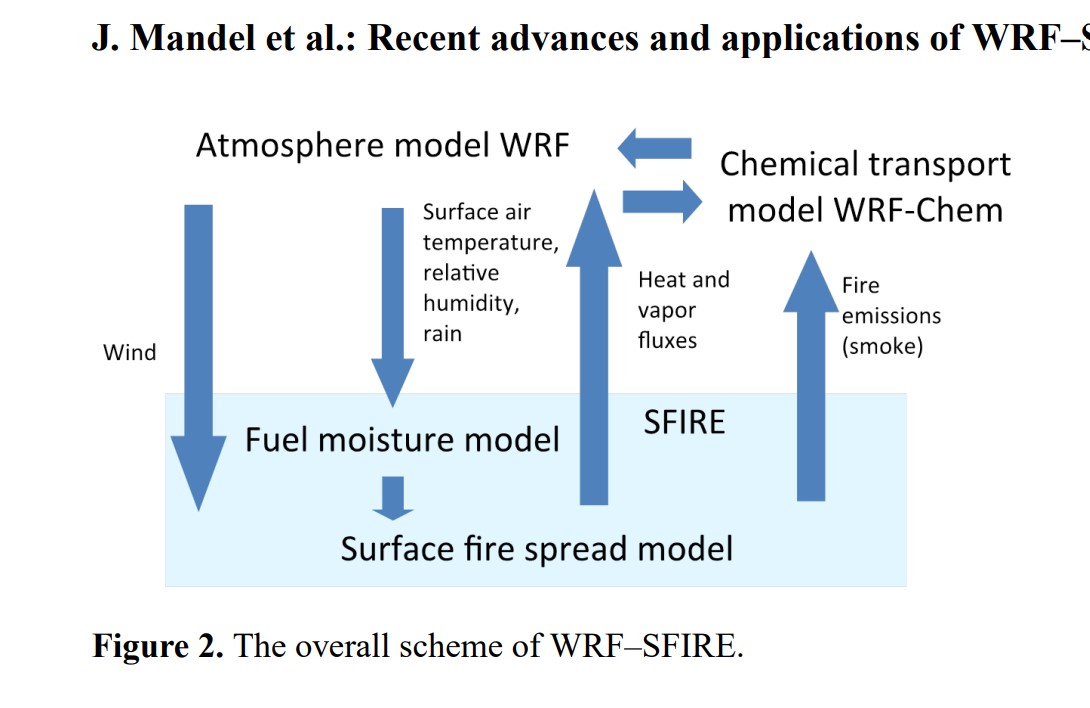 J. Mandel et al.: Recent advances and applications of WRF–S
Atmosphere model WRF
Chemical transport
model WRF-Chem
Surface air
temperature,
relative
humidity,
rain
Heat and
vapor
fluxes
Fire
emissions
(smoke)
Wind
SFIRE
Fuel moisture model
Surface fire spread model
Figure 2. The overall scheme of WRF–SFIRE.